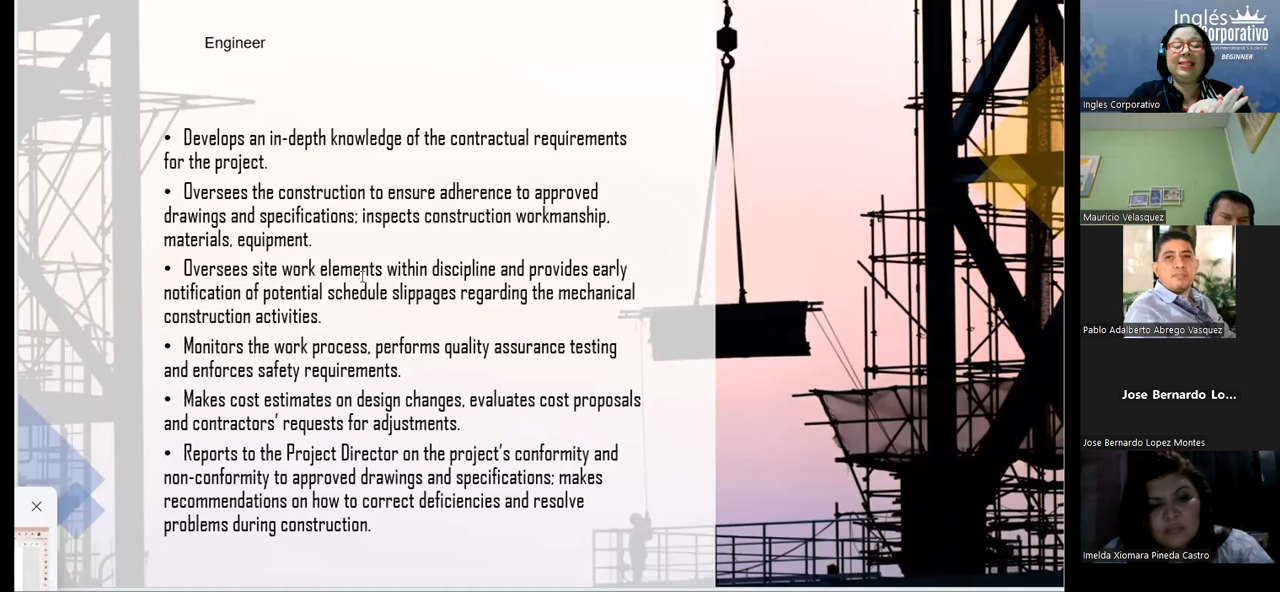 Engineer
• Develops an in-depth knowledge of the contractual requirements
for the project.
• Oversees the construction to ensure adherence to approved
drawings and specifications; inspects construction workmanship,
materials, equipment.
• Oversees site work elements within discipline and provides early
notification of potential schedule slippages regarding the mechanical
construction activities.
• Monitors the work process, performs quality assurance testing
and enforces safety requirements.
• Makes cost estimates on design changes, evaluates cost proposals
and contractors' requests for adjustments.
• Reports to the Project Director on the project's conformity and
non-conformity to approved drawings and specifications; makes
recommendations on how to correct deficiencies and resolve
problems during construction.
Inglés
Corporativo
BEGINNER
Ingles Corporativo
Mauricio Velasquez
Pablo Adalberto Abrego Vasquez
Jose Bernardo Lo...
Jose Bernardo Lopez Montes
Imelda Xiomara Pineda Castro